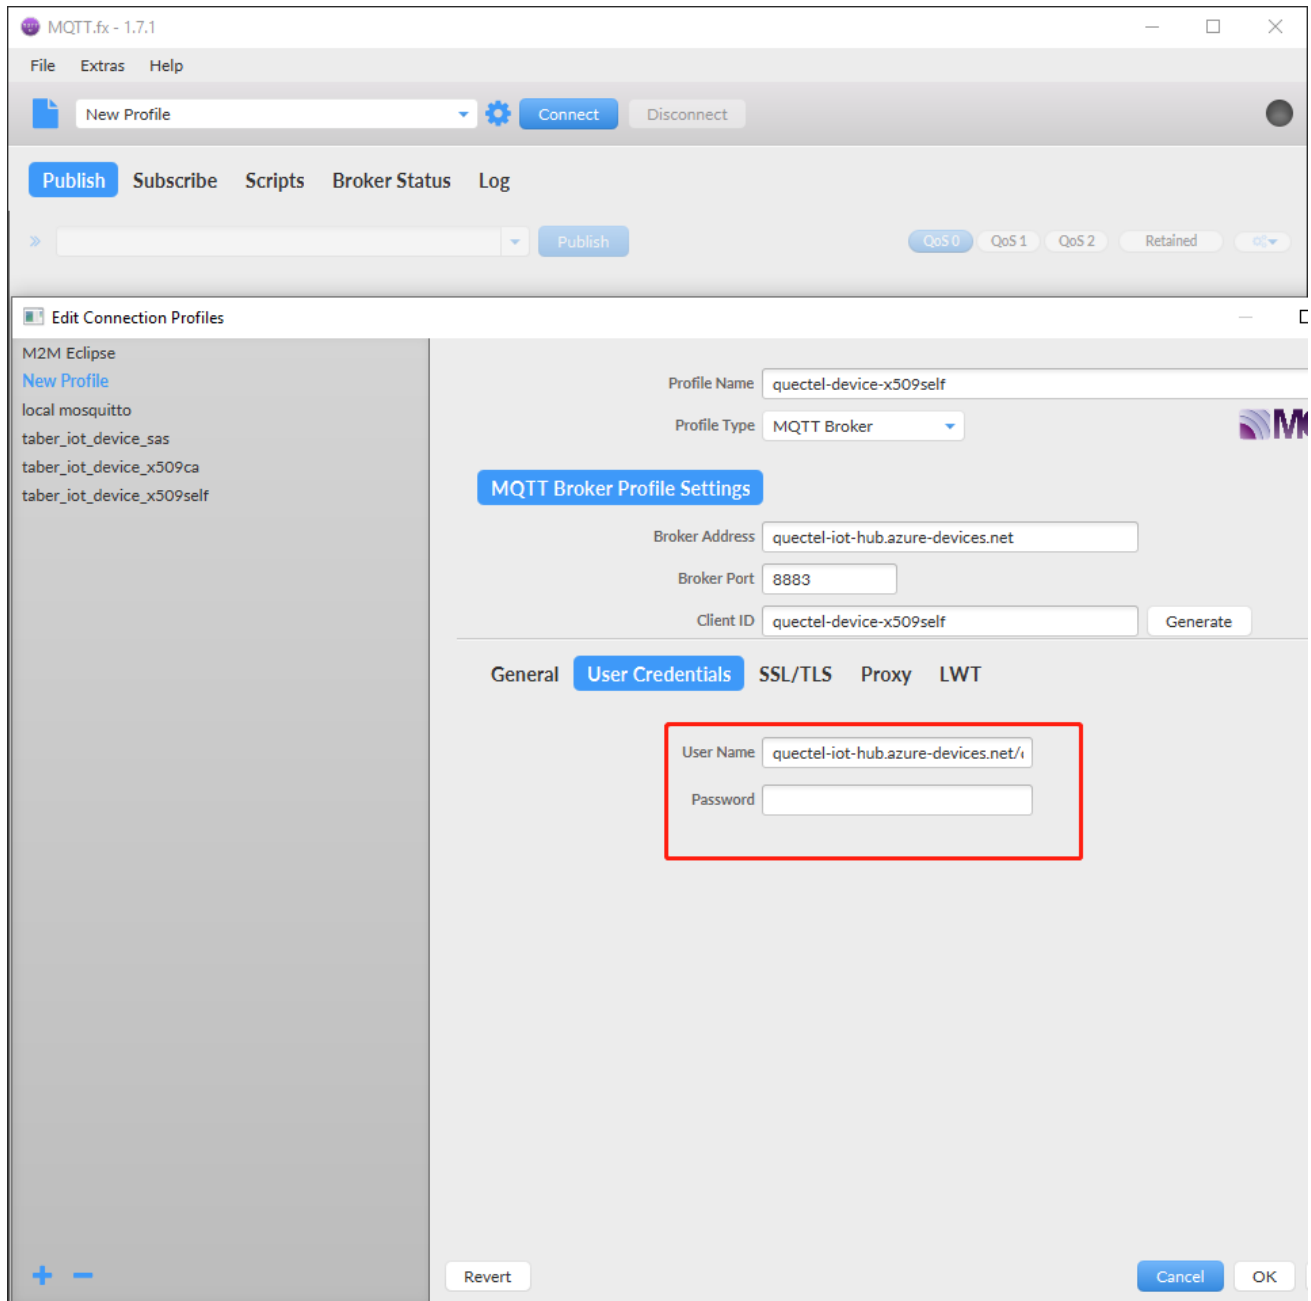 MQTT.fx - 1.7.1
File Extras Help
New Profile Connect Disconnect
Publish Subscribe Scripts Broker Status Log
Publish QoS 0 QoS 1 QoS 2 Retained
Edit Connection Profiles
M2M Eclipse
New Profile
local mosquitto
taber_iot_device_sas
taber_iot_device_x509ca
taber_iot_device_x509self
Profile Name quectel-device-x509self
Profile Type MQTT Broker
MQTT Broker Profile Settings
Broker Address quectel-iot-hub.azure-devices.net
Broker Port 8883
Client ID quectel-device-x509self Generate
General User Credentials SSL/TLS Proxy LWT
User Name quectel-iot-hub.azure-devices.net/
Password
Revert Cancel OK